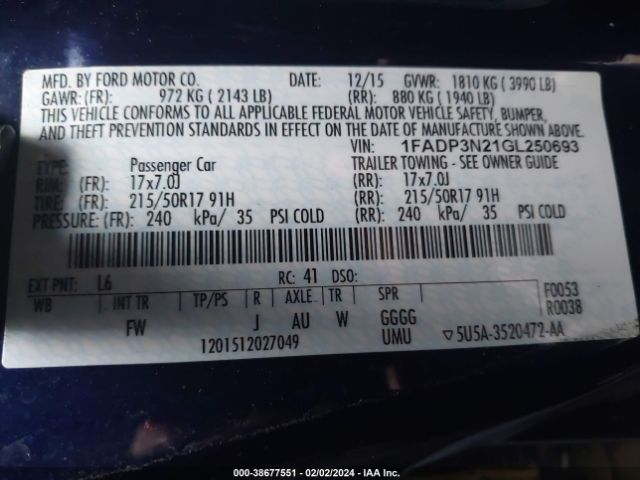 MFD. BY FORD MOTOR CO. DATE: 12/15 GVWR: 1810 KG ( 3990 LB)
GAWR: (FR): 972 KG ( 2143 LB) (RR): 880 KG ( 1940 LB)
THIS VEHICLE CONFORMS TO ALL APPLICABLE FEDERAL MOTOR VEHICLE SAFETY, BUMPER,
AND THEFT PREVENTION STANDARDS IN EFFECT ON THE DATE OF MANUFACTURE SHOWN ABOVE.
VIN: 1FADP3N21GL250693
TYPE: Passenger Car TRAILER TOWING - SEE OWNER GUIDE
RIM: (FR): 17x7.0J (RR): 17x7.0J
TIRE: (FR): 215/50R17 91H (RR): 215/50R17 91H
PRESSURE: (FR): 240 kPa/ 35 PSI COLD (RR): 240 kPa/ 35 PSI COLD
EXT PNT: L6 RC: 41 DSO: F0053
WB INT TR TP/PS R AXLE TR SPR R0038
FW J AU W GGGG
1201512027049 UMU ▽5U5A-3520472-AA
000-38677551 - 02/02/2024 - IAA Inc.